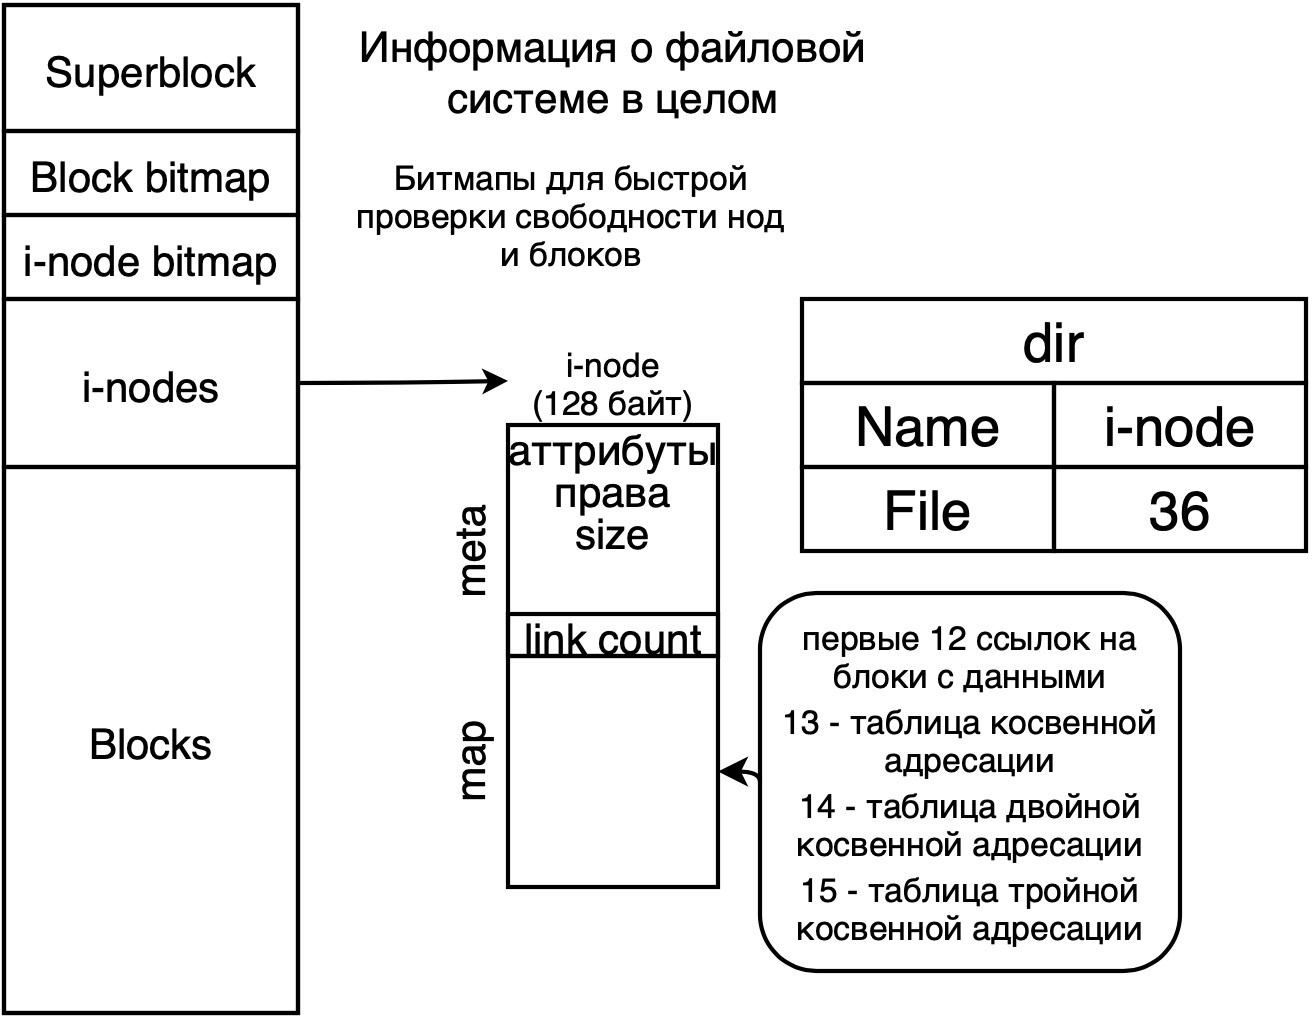 Superblock
Информация о файловой
системе в целом
Block bitmap
Битмапы для быстрой
проверки свободности нод
и блоков
i-node bitmap
i-nodes
i-node
(128 байт)
аттрибуты
права
size
meta
link count
map
dir
Name
i-node
File
36
первые 12 ссылок на
блоки с данными
13 - таблица косвенной
адресации
14 - таблица двойной
косвенной адресации
15 - таблица тройной
косвенной адресации
Blocks